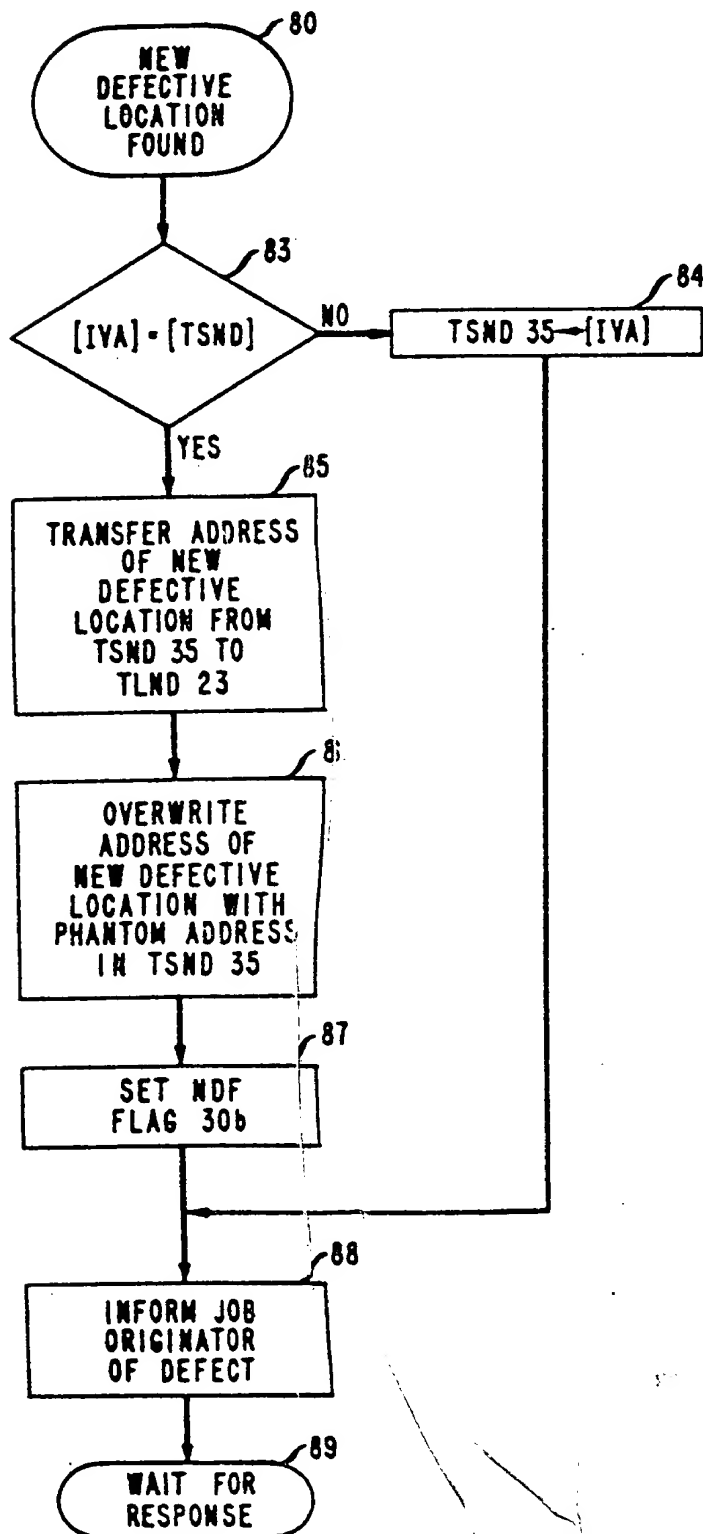 80
NEW
DEFECTIVE
LOCATION
FOUND
83
[IVA] = [TSND]
NO
84
TSND 35←[IVA]
YES
85
TRANSFER ADDRESS
OF NEW
DEFECTIVE
LOCATION FROM
TSND 35 TO
TLND 23
OVERWRITE
ADDRESS OF
NEW DEFECTIVE
LOCATION WITH
PHANTOM ADDRESS
IN TSND 35
87
SET NDF
FLAG 30b
88
INFORM JOB
ORIGINATOR
OF DEFECT
89
WAIT FOR
RESPONSE